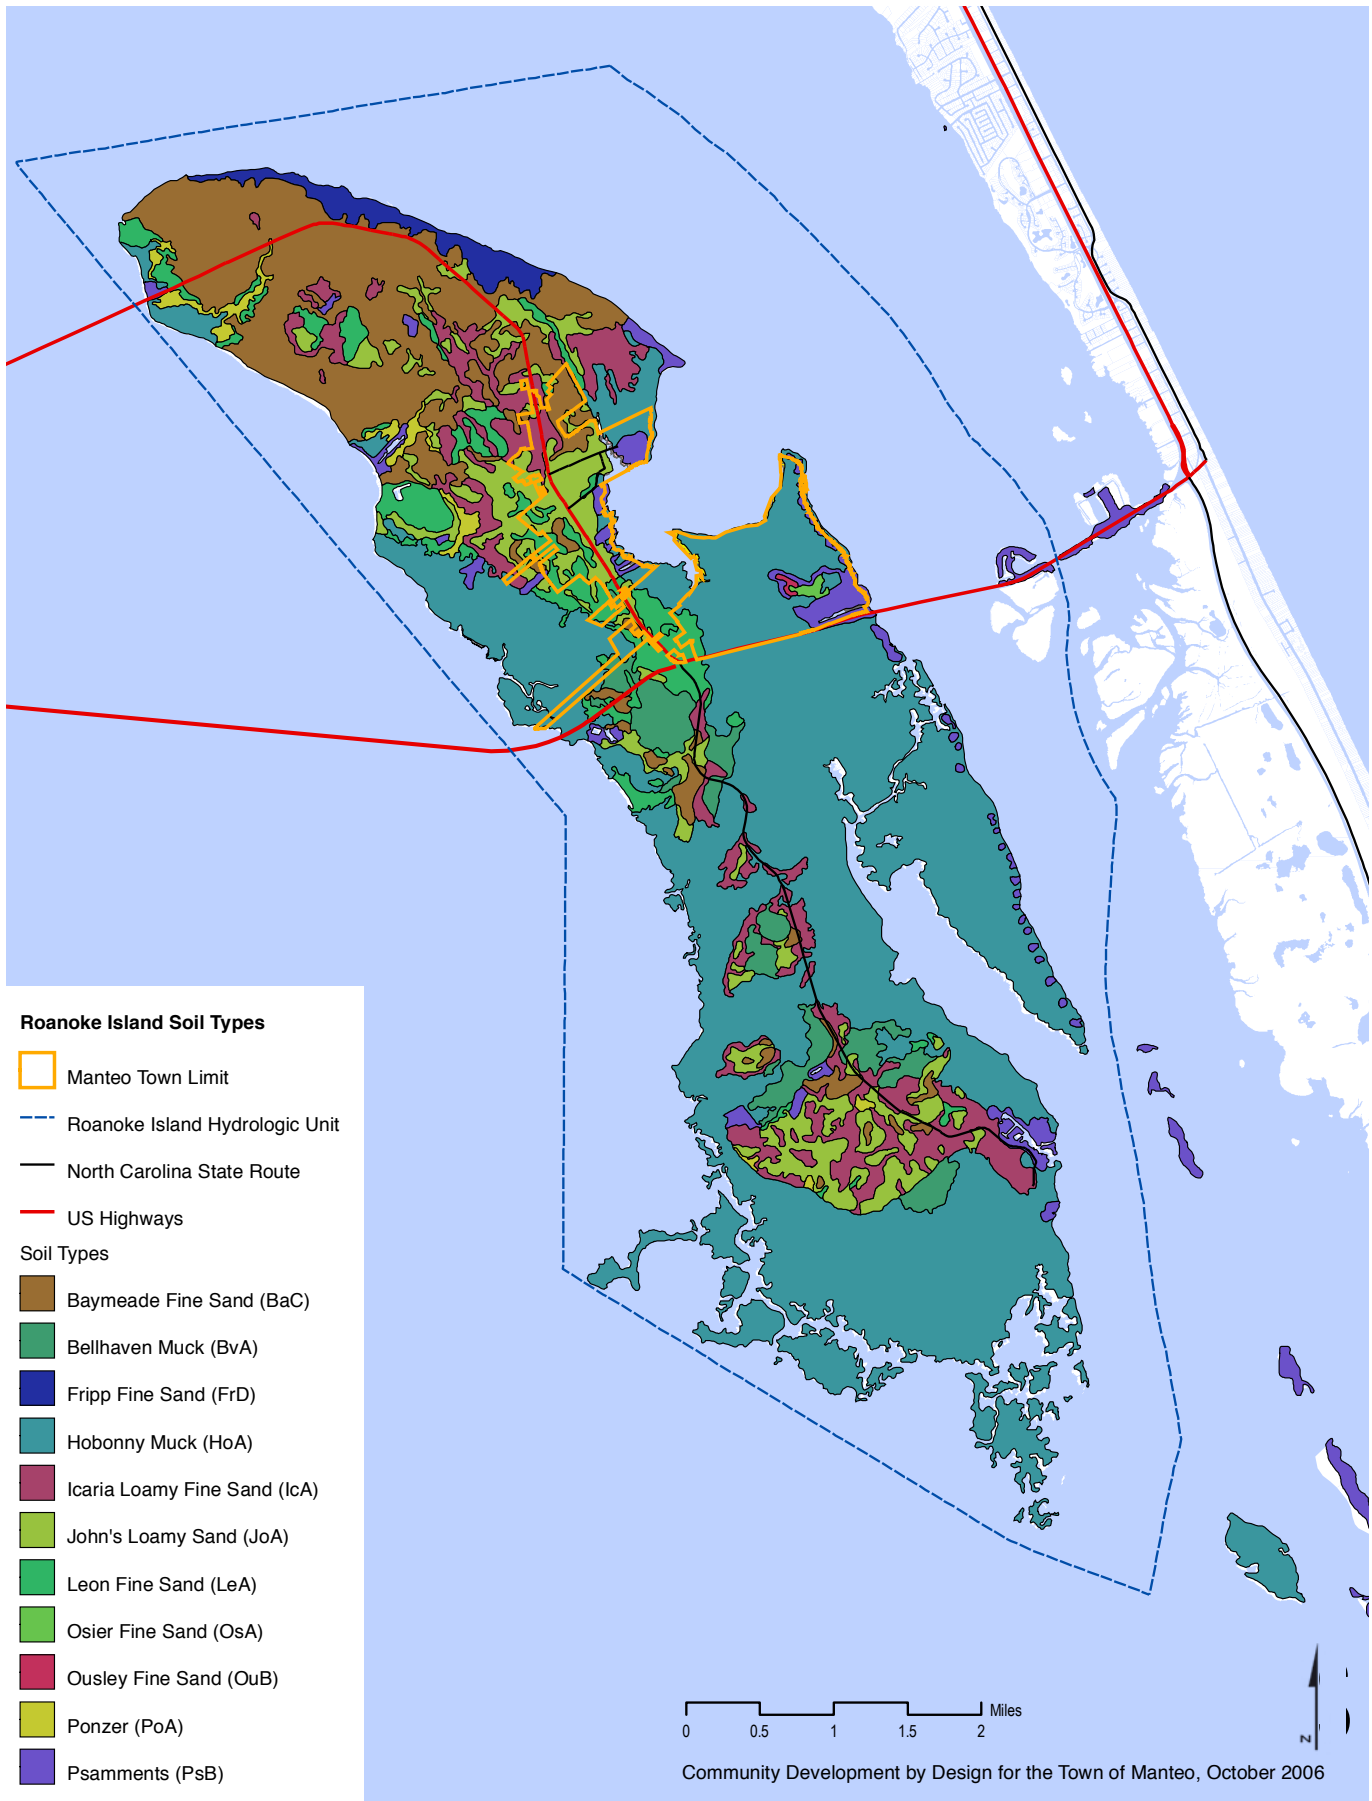 Roanoke Island Soil Types
Manteo Town Limit
Roanoke Island Hydrologic Unit
North Carolina State Route
US Highways
Soil Types
Baymeade Fine Sand (BaC)
Bellhaven Muck (BvA)
Fripp Fine Sand (FrD)
Hobonny Muck (HoA)
Icaria Loamy Fine Sand (IcA)
John's Loamy Sand (JoA)
Leon Fine Sand (LeA)
Osier Fine Sand (OsA)
Ousley Fine Sand (OuB)
Ponzer (PoA)
Psamments (PsB)
Miles
0 0.5 1 1.5 2
N
Community Development by Design for the Town of Manteo, October 2006